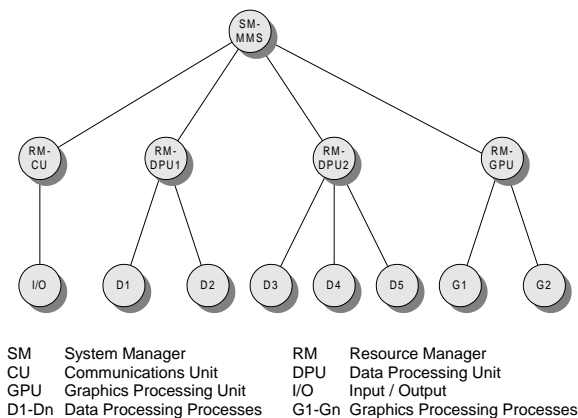 SM-
MMS
RM-
CU
RM-
DPU1
RM-
DPU2
RM-
GPU
I/O
D1
D2
D3
D4
D5
G1
G2
SM System Manager RM Resource Manager
CU Communications Unit DPU Data Processing Unit
GPU Graphics Processing Unit I/O Input / Output
D1-Dn Data Processing Processes G1-Gn Graphics Processing Processes